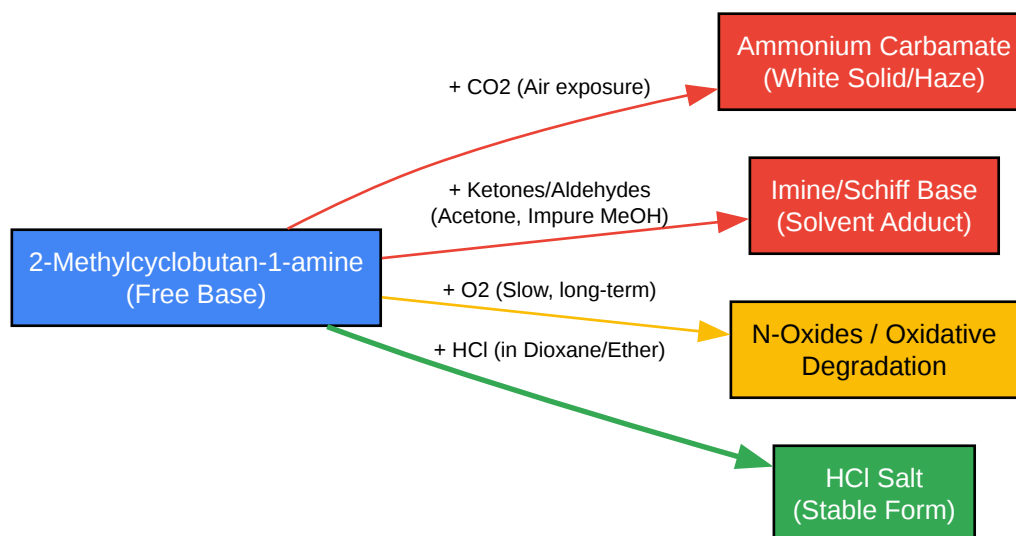 Ammonium Carbamate
(White Solid/Haze)
+ CO2 (Air exposure)
+ Ketones/Aldehydes
(Acetone, Impure MeOH)
Imine/Schiff Base
(Solvent Adduct)
2-Methylcyclobutan-1-amine
(Free Base)
+ O2 (Slow, long-term)
N-Oxides / Oxidative
Degradation
+ HCl (in Dioxane/Ether)
HCl Salt
(Stable Form)